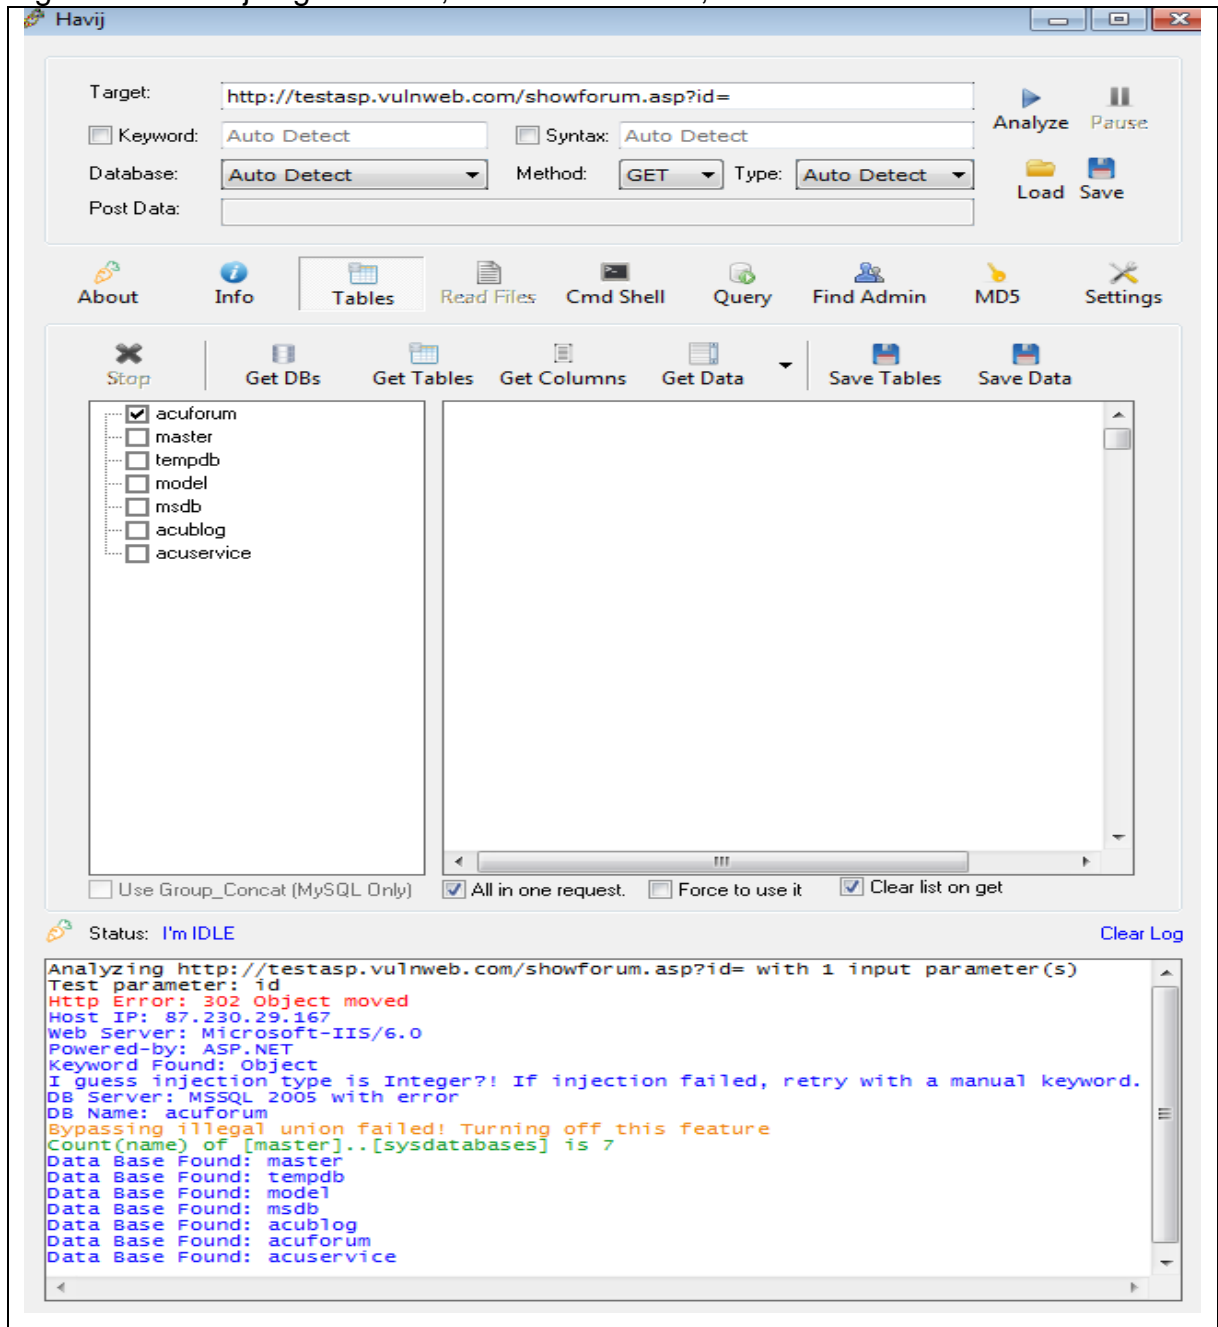 Havij
Target: http://testasp.vulnweb.com/showforum.asp?id=
Analyze Pause
Keyword: Auto Detect Syntax: Auto Detect
Database: Auto Detect Method: GET Type: Auto Detect
Load Save
Post Data:
About Info Tables Read Files Cmd Shell Query Find Admin MD5 Settings
Stop Get DBs Get Tables Get Columns Get Data Save Tables Save Data
acuforum
master
tempdb
model
msdb
acublog
acuservice
Use Group_Concat (MySQL Only) All in one request. Force to use it Clear list on get
Status: I'm IDLE Clear Log
Analyzing http://testasp.vulnweb.com/showforum.asp?id= with 1 input parameter(s)
Test parameter: id
Http Error: 302 Object moved
Host IP: 87.230.29.167
Web Server: Microsoft-IIS/6.0
Powered-by: ASP.NET
Keyword Found: Object
I guess injection type is Integer?! If injection failed, retry with a manual keyword.
DB Server: MSSQL 2005 with error
DB Name: acuforum
Bypassing illegal union failed! Turning off this feature
Count(name) of [master]..[sysdatabases] is 7
Data Base Found: master
Data Base Found: tempdb
Data Base Found: model
Data Base Found: msdb
Data Base Found: acublog
Data Base Found: acuforum
Data Base Found: acuservice